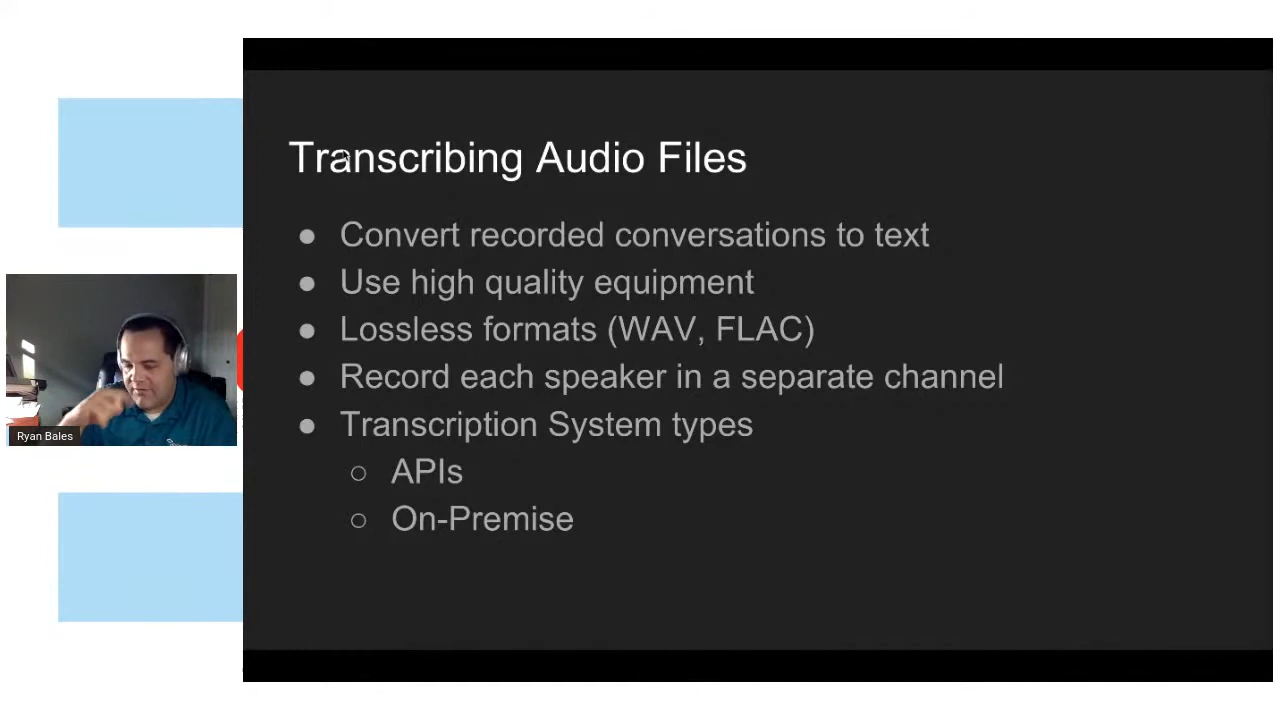 Transcribing Audio Files
● Convert recorded conversations to text
● Use high quality equipment
● Lossless formats (WAV, FLAC)
● Record each speaker in a separate channel
● Transcription System types
○ APIs
○ On-Premise
Ryan Bales